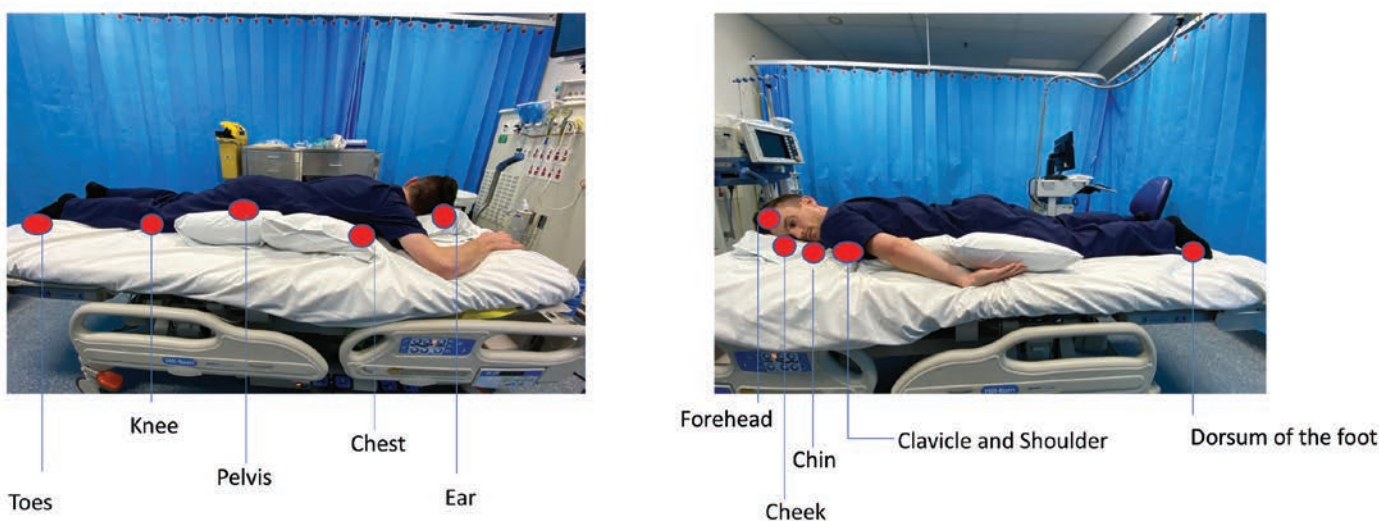 Knee
Chest
Pelvis
Ear
Toes
Forehead
Clavicle and Shoulder
Dorsum of the foot
Chin
Cheek